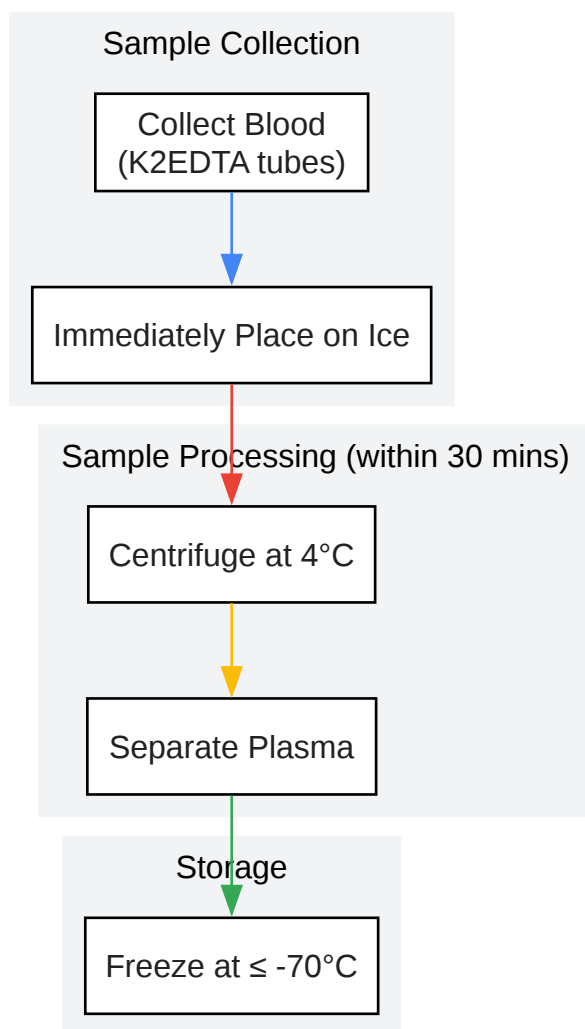 Sample Collection
Collect Blood
(K2EDTA tubes)
Immediately Place on Ice
Sample Processing (within 30 mins)
Centrifuge at 4°C
Separate Plasma
Storage
Freeze at ≤ -70°C